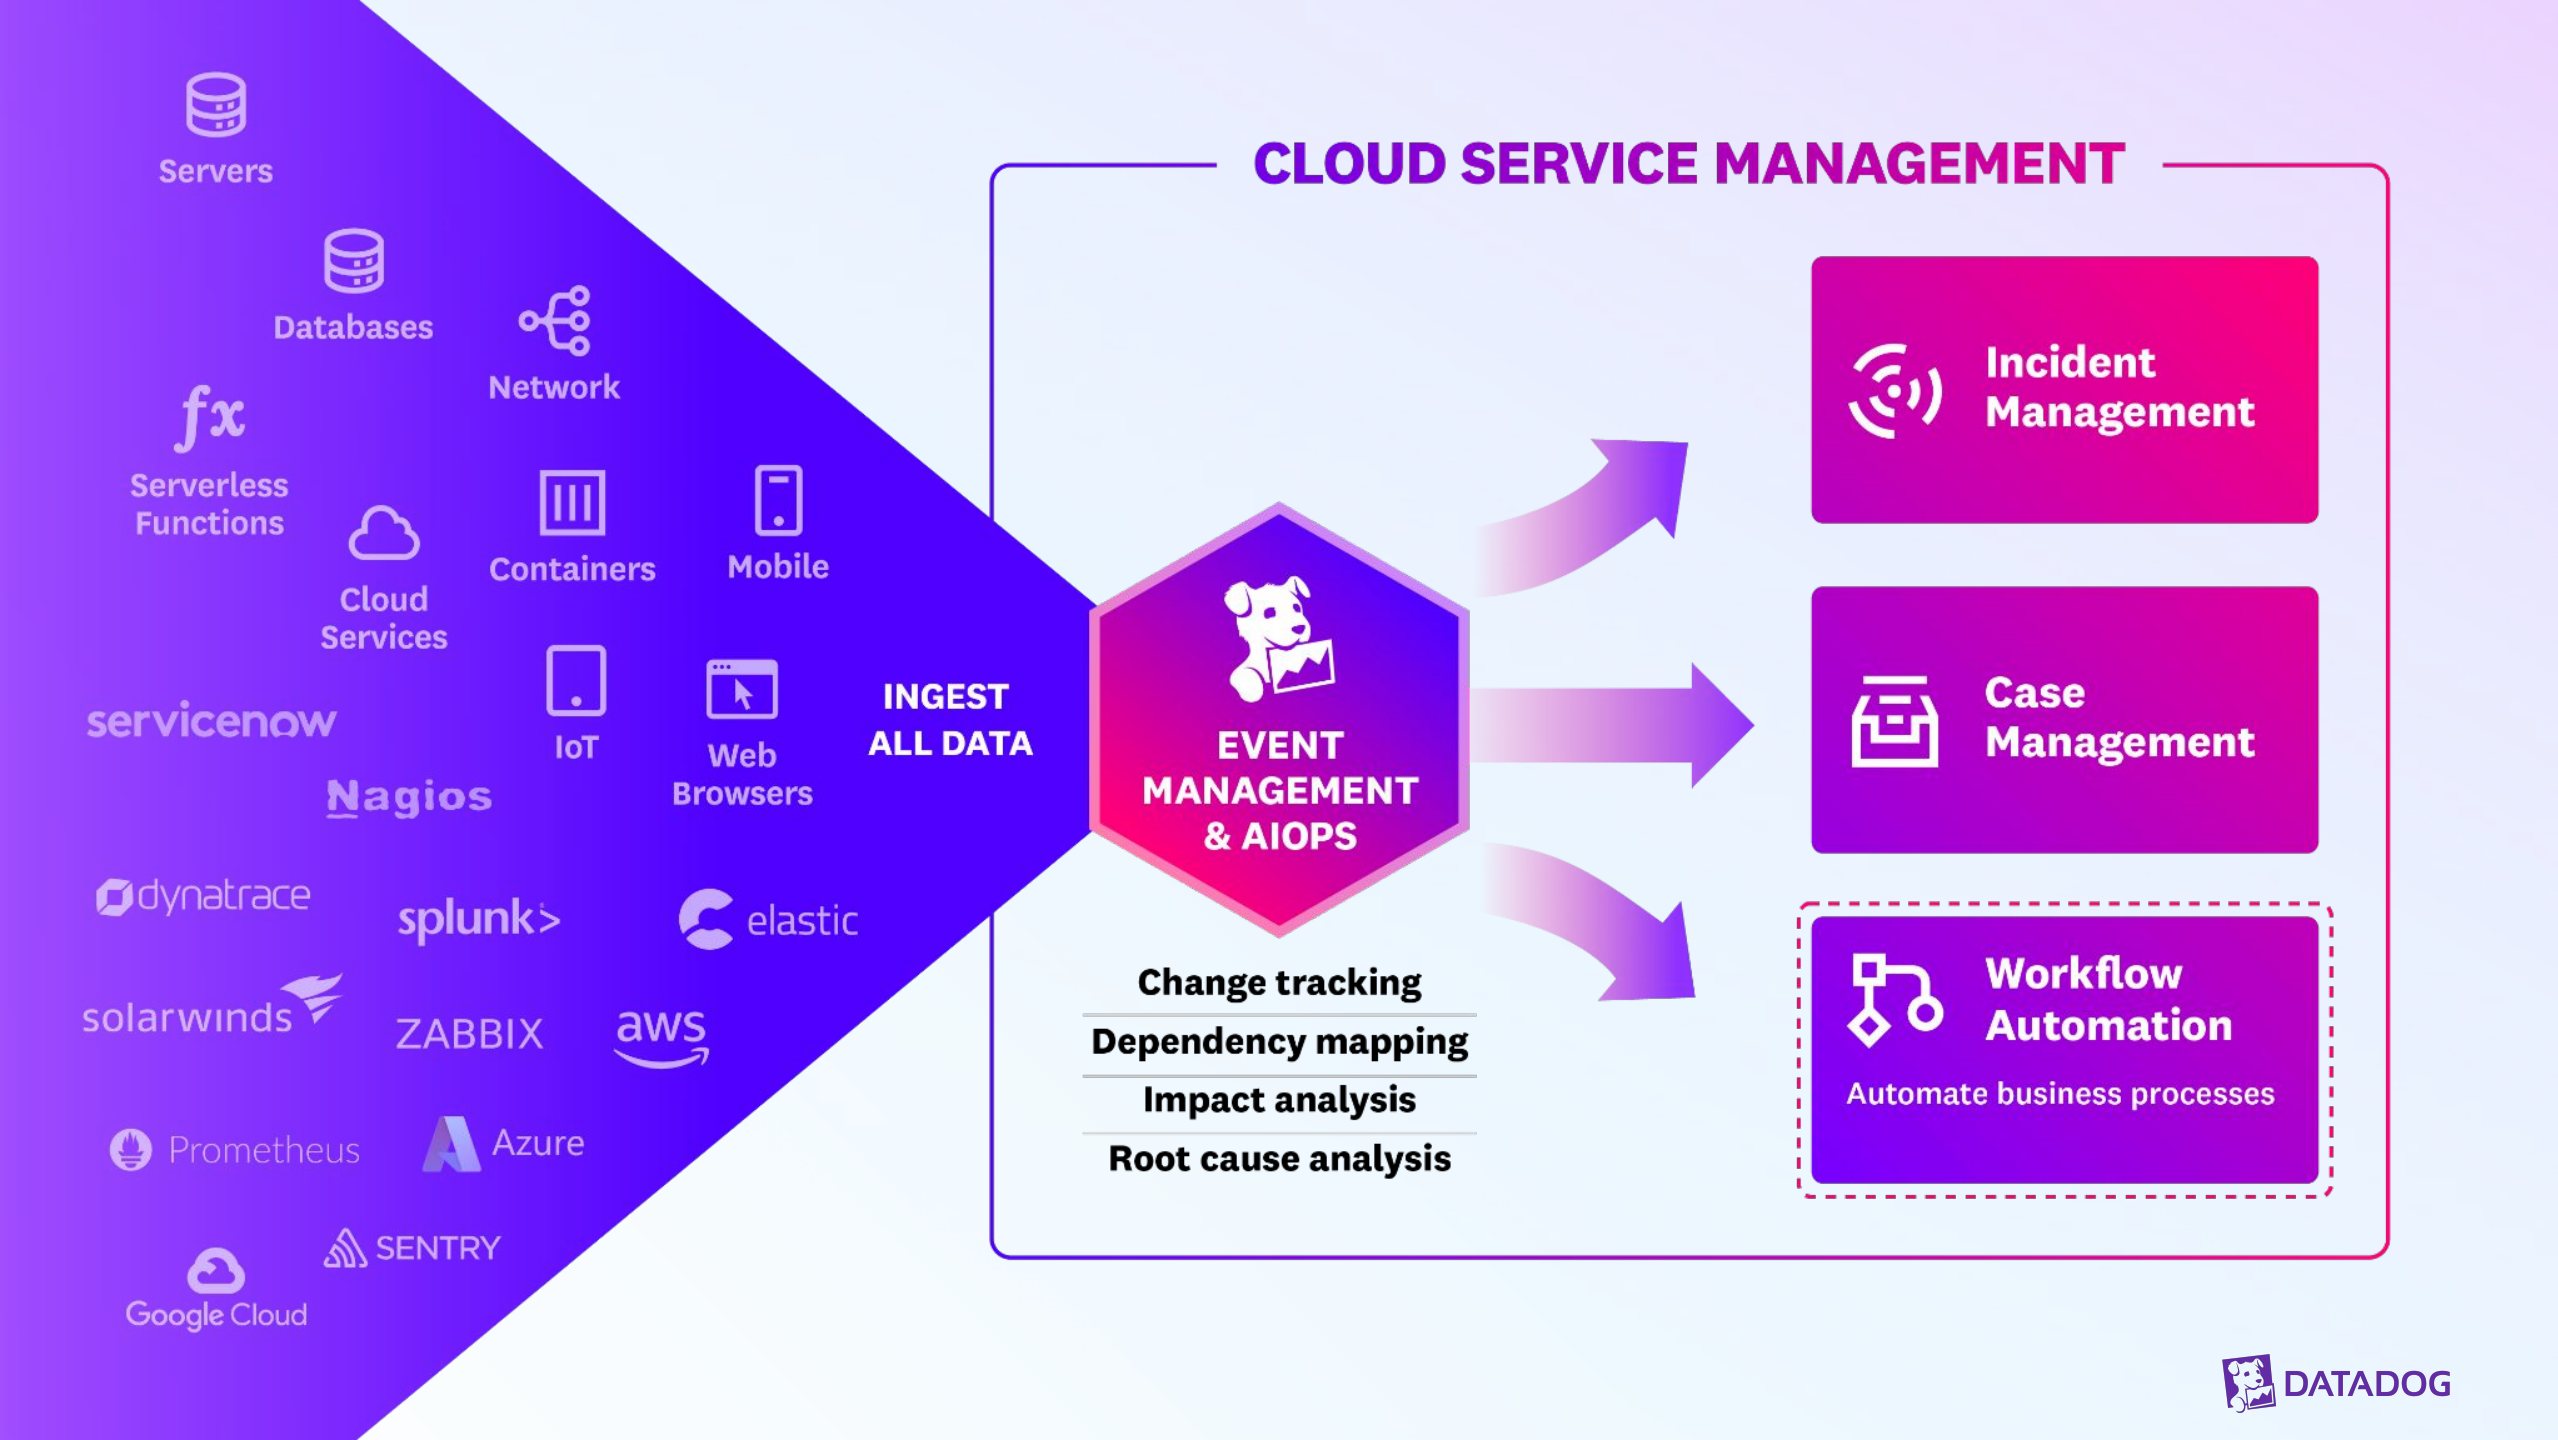 CLOUD SERVICE MANAGEMENT
Servers
Databases
Network
fx
Serverless
Functions
Cloud
Services
Containers
Mobile
servicenow
IoT
Web
Browsers
Nagios
dynatrace
splunk>
elastic
solarwinds
ZABBIX
aws
Prometheus
Azure
SENTRY
Google Cloud
INGEST
ALL DATA
EVENT
MANAGEMENT
& AIOPS
Change tracking
Dependency mapping
Impact analysis
Root cause analysis
Incident
Management
Case
Management
Workflow
Automation
Automate business processes
DATADOG